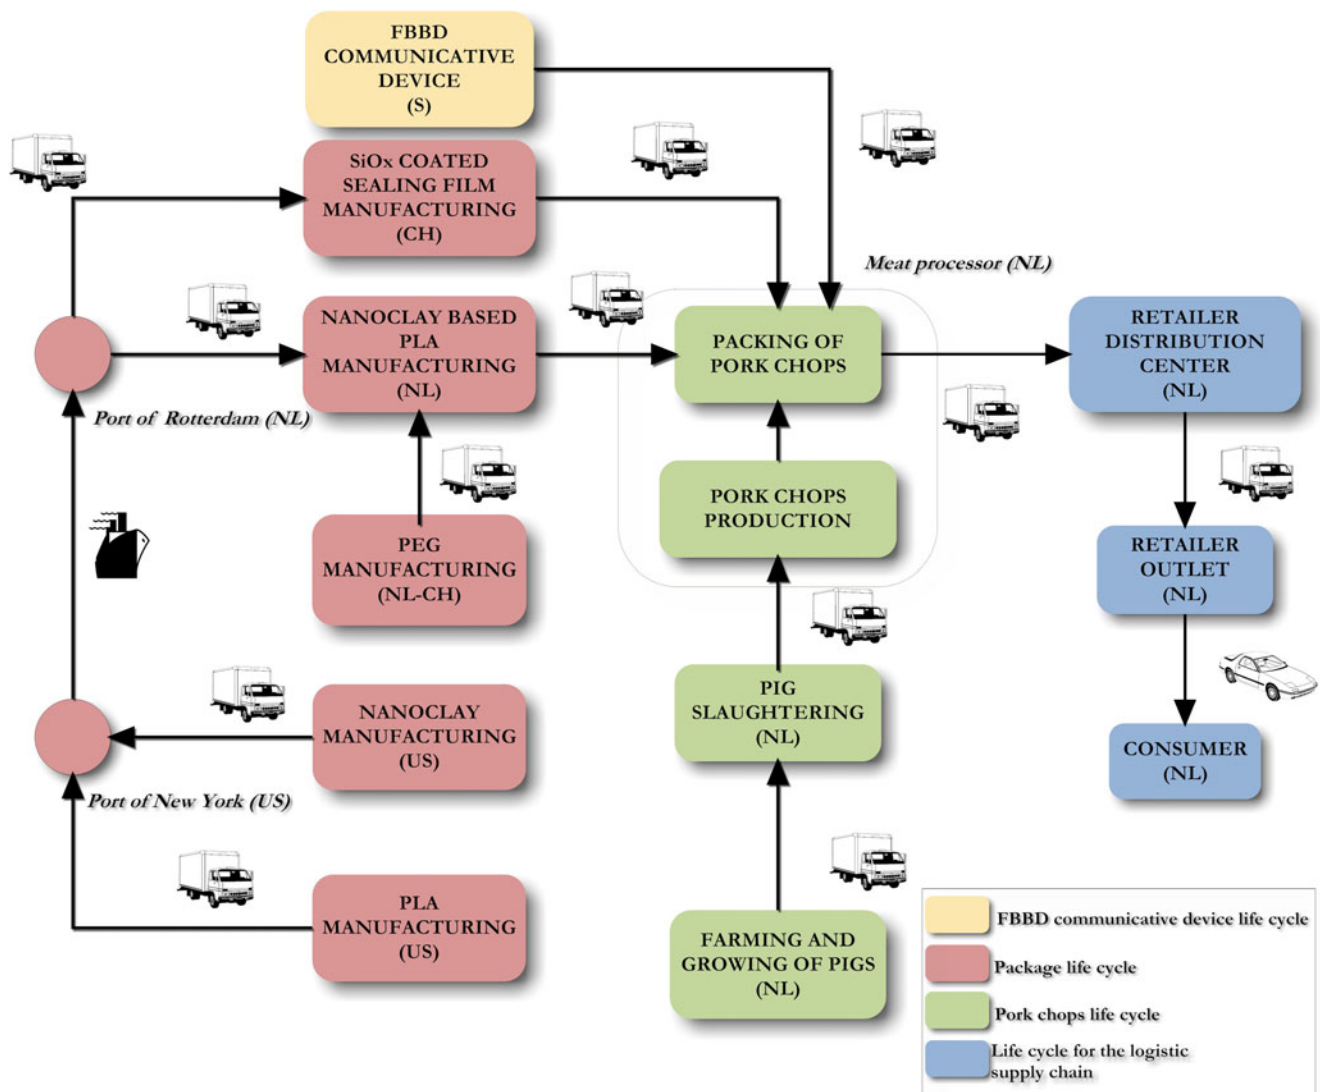 FBBD
COMMUNICATIVE
DEVICE
(S)
SiOx COATED
SEALING FILM
MANUFACTURING
(CH)
Meat processor (NL)
NANOCLAY BASED
PLA
MANUFACTURING
(NL)
PACKING OF
PORK CHOPS
RETAILER
DISTRIBUTION
CENTER
(NL)
Port of Rotterdam (NL)
PORK CHOPS
PRODUCTION
PEG
MANUFACTURING
(NL-CH)
RETAILER
OUTLET
(NL)
PIG
SLAUGHTERING
(NL)
NANOCLAY
MANUFACTURING
(US)
CONSUMER
(NL)
Port of New York (US)
PLA
MANUFACTURING
(US)
FARMING AND
GROWING OF PIGS
(NL)
FBBD communicative device life cycle
Package life cycle
Pork chops life cycle
Life cycle for the logistic
supply chain